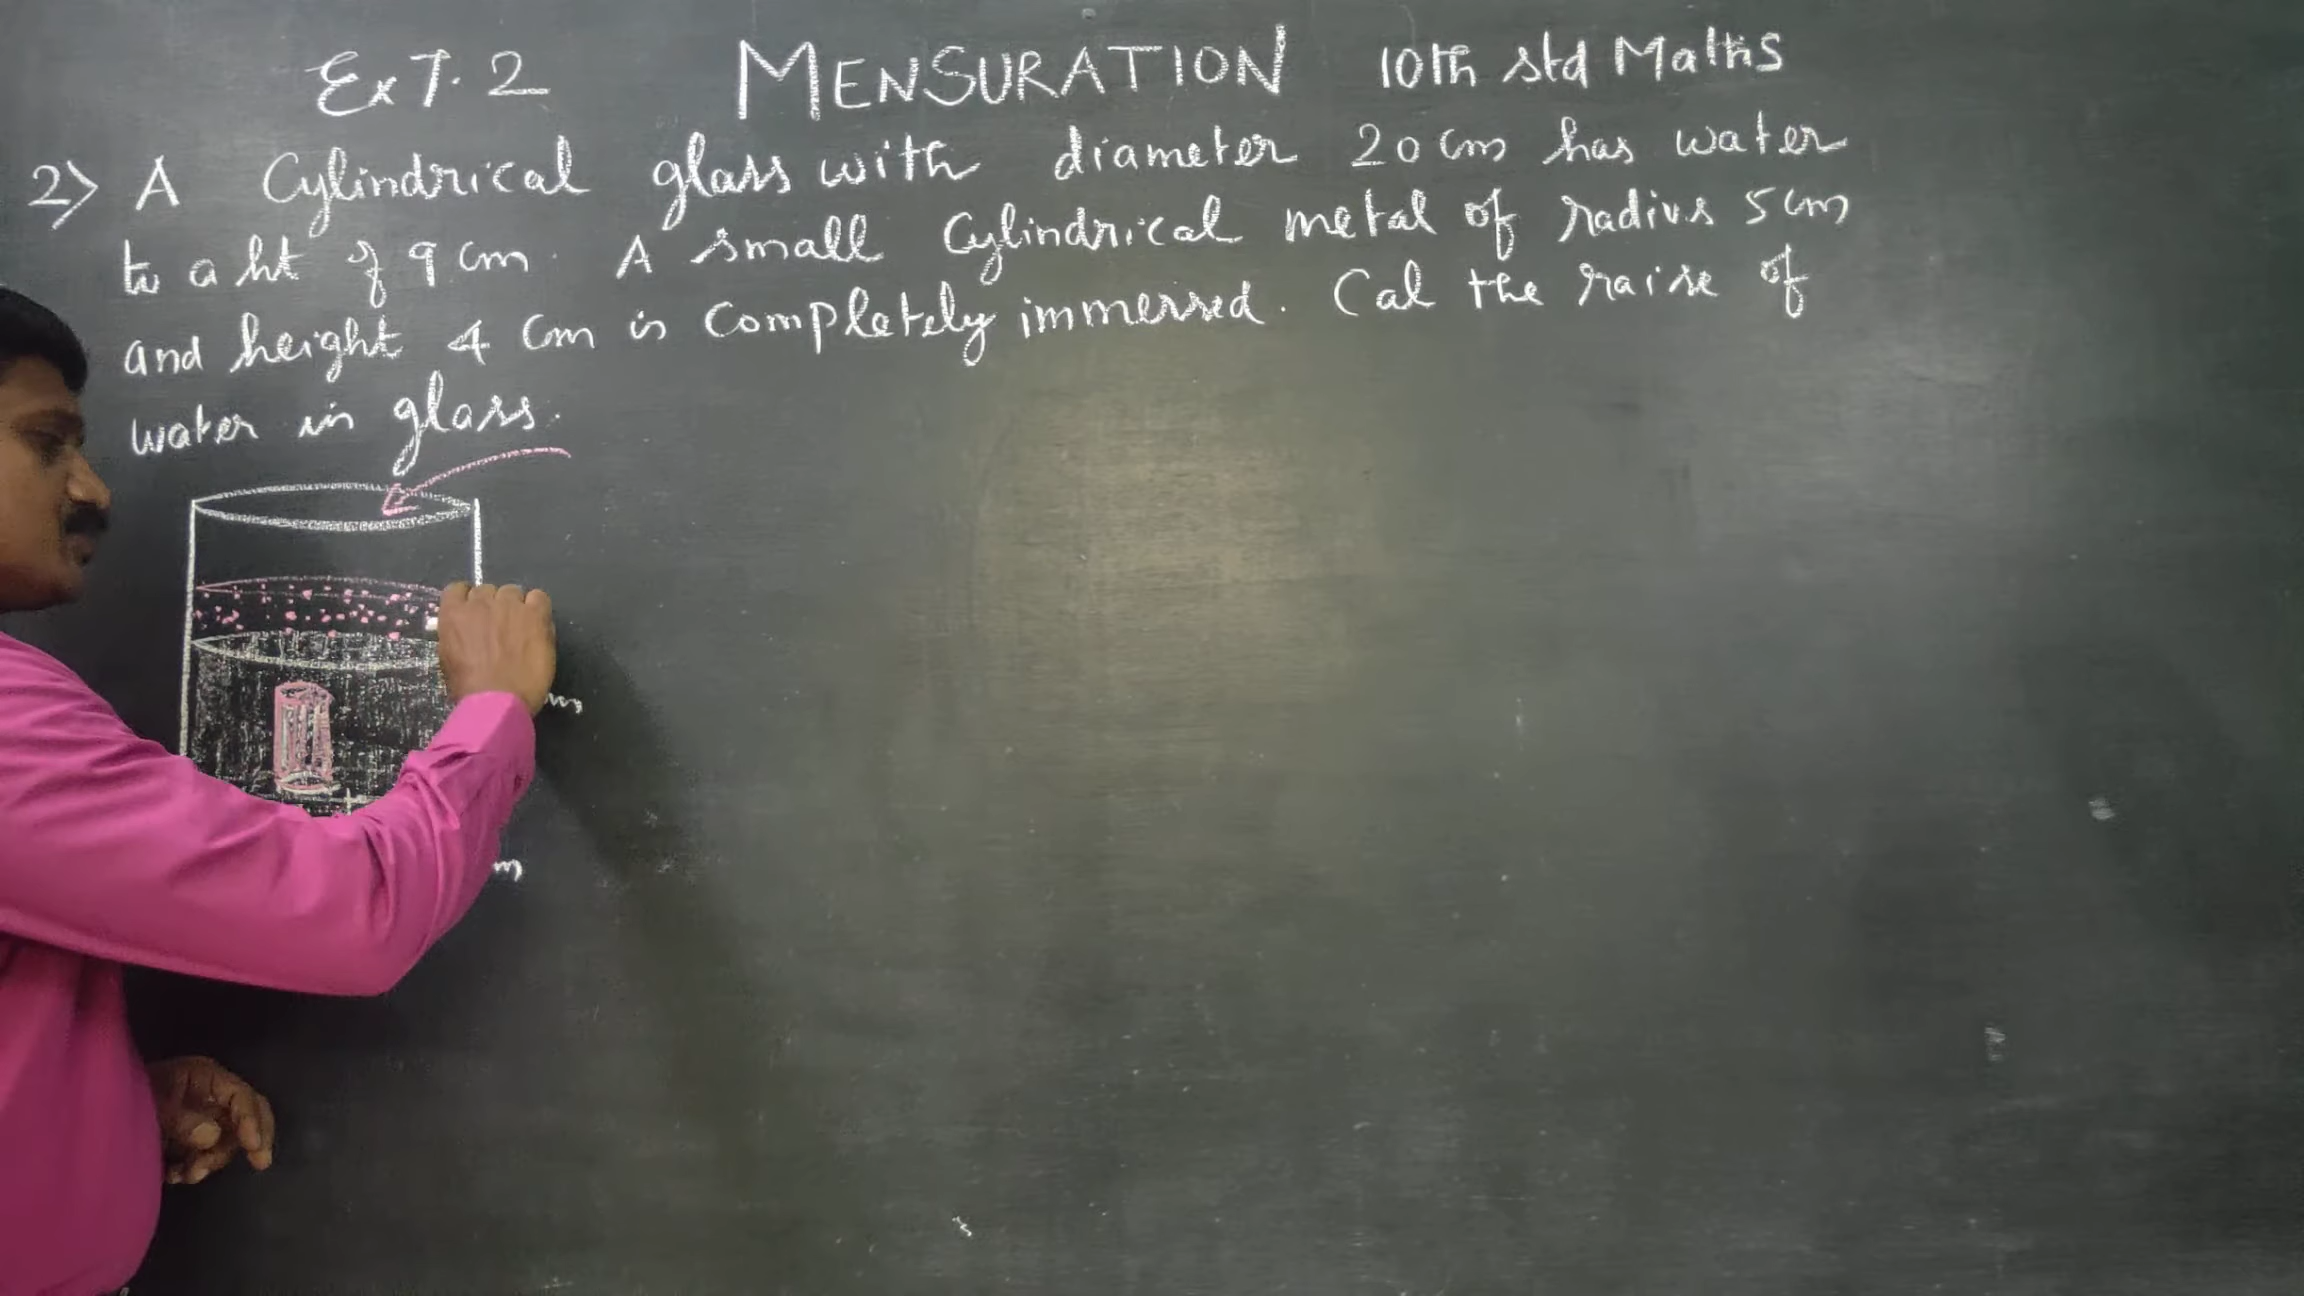 Ex 7.2 MENSURATION 10th std Maths
2) A Cylindrical glass with diameter 20 cm has water
to a ht of 9 cm. A small Cylindrical metal of radius 5 cm
and height 4 cm is completely immersed. Cal the raise of
water in glass.